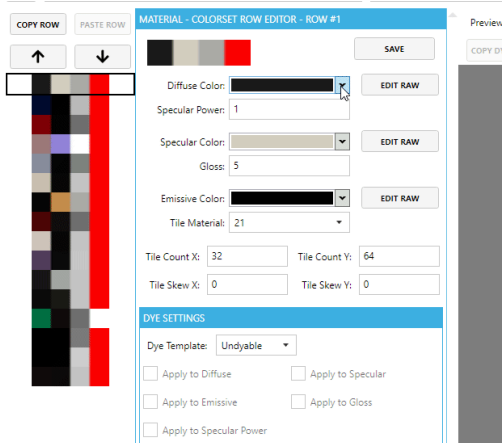 COPY ROW
PASTE ROW
MATERIAL - COLORSET ROW EDITOR - ROW #1
Preview
SAVE
COPY DY
Diffuse Color:
EDIT RAW
Specular Power: 1
Specular Color:
EDIT RAW
Gloss: 5
Emissive Color:
EDIT RAW
Tile Material: 21
Tile Count X: 32 Tile Count Y: 64
Tile Skew X: 0 Tile Skew Y: 0
DYE SETTINGS
Dye Template: Undyable
Apply to Diffuse Apply to Specular
Apply to Emissive Apply to Gloss
Apply to Specular Power